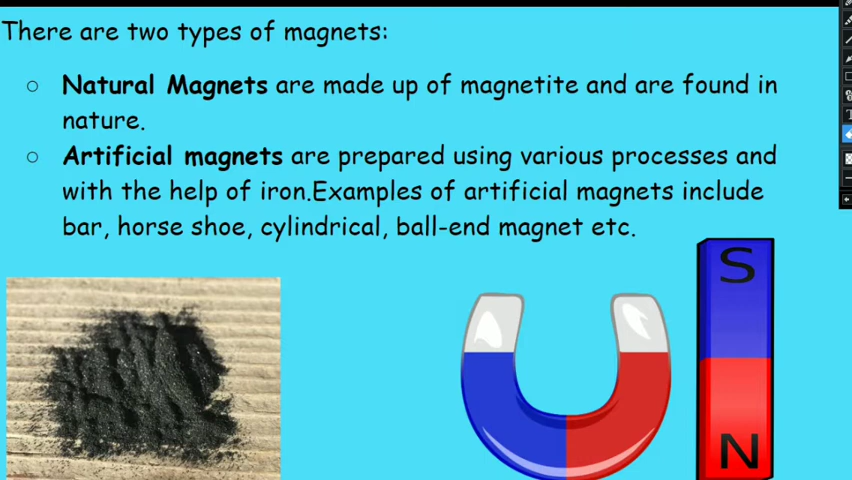 There are two types of magnets:
○ Natural Magnets are made up of magnetite and are found in
nature.
○ Artificial magnets are prepared using various processes and
with the help of iron.Examples of artificial magnets include
bar, horse shoe, cylindrical, ball-end magnet etc.
S
N